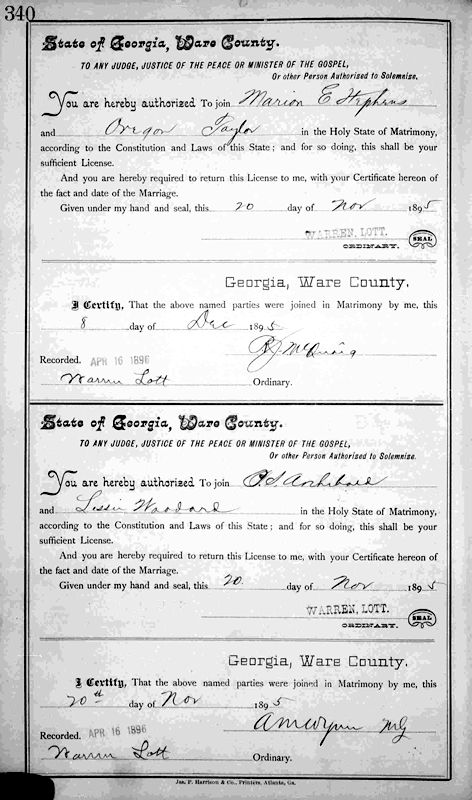 340
State of Georgia, Ware County.
TO ANY JUDGE, JUSTICE OF THE PEACE OR MINISTER OF THE GOSPEL,
Or other Person Authorized to Solemnize.
You are hereby authorized To join Marion E Stephens
and Oregon Taylor in the Holy State of Matrimony,
according to the Constitution and Laws of this State; and for so doing, this shall be your
sufficient License.
And you are hereby required to return this License to me, with your Certificate hereon of
the fact and date of the Marriage.
Given under my hand and seal, this 20 day of Nov 1895
WARREN, LOTT. SEAL
ORDINARY.
Georgia, Ware County.
I Certify, That the above named parties were joined in Matrimony by me, this
8 day of Dec 1895
McQuaig
Recorded. APR 16 1896
Warren Lott Ordinary.
State of Georgia, Ware County.
TO ANY JUDGE, JUSTICE OF THE PEACE OR MINISTER OF THE GOSPEL,
Or other Person Authorized to Solemnize.
You are hereby authorized To join Archibald
and Lessie Woodard in the Holy State of Matrimony,
according to the Constitution and Laws of this State; and for so doing, this shall be your
sufficient License.
And you are hereby required to return this License to me, with your Certificate hereon of
the fact and date of the Marriage.
Given under my hand and seal, this 20. day of Nov 1895
WARREN, LOTT. SEAL
ORDINARY.
Georgia, Ware County.
I Certify, That the above named parties were joined in Matrimony by me, this
20th day of Nov 1895
AM Wynn MG
Recorded. APR 16 1896
Warren Lott Ordinary.
Jas. P. Harrison & Co., Printers, Atlanta, Ga.